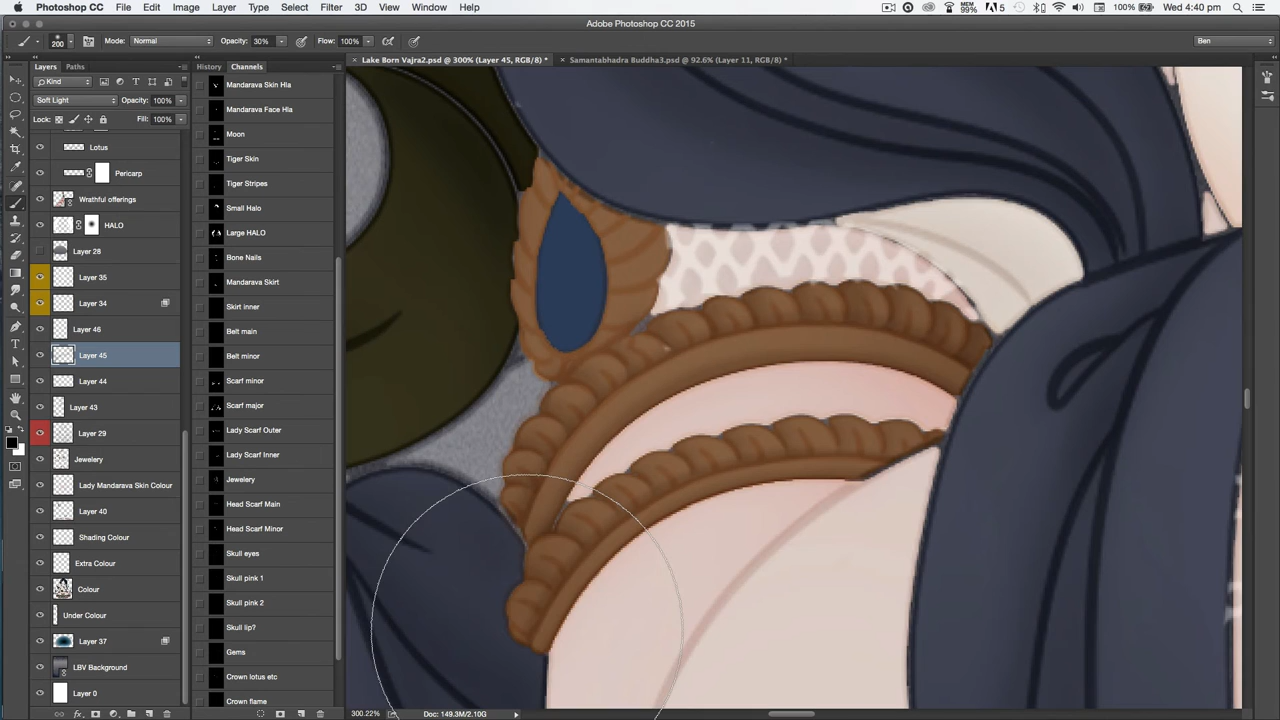 Photoshop CC File Edit Image Layer Type Select Filter 3D View Window Help
MEM 99% 5 100% Wed 4:40 pm
Adobe Photoshop CC 2015
200 Mode: Normal Opacity: 30% Flow: 100% Ben
Layers Paths
History Channels
× Lake Born Vajra2.psd @ 300% (Layer 45, RGB/8) *
× Samantabhadra Buddha3.psd @ 92.6% (Layer 11, RGB/8) *
Kind
Soft Light Opacity: 100%
Lock: Fill: 100%
Lotus
Pericarp
Wrathful offerings
HALO
Layer 28
Layer 35
Layer 34
Layer 46
Layer 45
Layer 44
Layer 43
Layer 29
Jewelery
Lady Mandarava Skin Colour
Layer 40
Shading Colour
Extra Colour
Colour
Under Colour
Layer 37
LBV Background
Layer 0
fx
Mandarava Skin Hla
Mandarava Face Hla
Moon
Tiger Skin
Tiger Stripes
Small Halo
Large HALO
Bone Nails
Mandarava Skirt
Skirt inner
Belt main
Belt minor
Scarf minor
Scarf major
Lady Scarf Outer
Lady Scarf Inner
Jewelery
Head Scarf Main
Head Scarf Minor
Skull eyes
Skull pink 1
Skull pink 2
Skull lip?
Gems
Crown lotus etc
Crown flame
300.22% Doc: 149.3M/2.10G